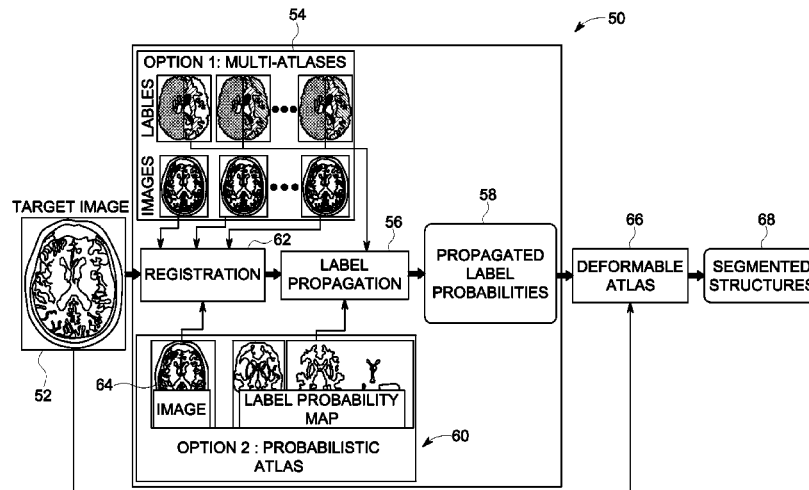 54
50
OPTION 1: MULTI-ATLASES
LABLES
IMAGES
TARGET IMAGE
62
56
58
66
68
REGISTRATION
LABEL
PROPAGATION
PROPAGATED
LABEL
PROBABILITIES
DEFORMABLE
ATLAS
SEGMENTED
STRUCTURES
52
64
IMAGE
LABEL PROBABILITY
MAP
OPTION 2 : PROBABILISTIC
ATLAS
60